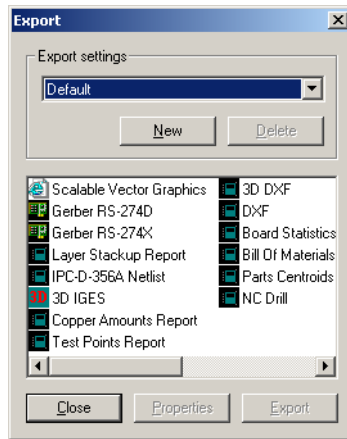 Export
Export settings
Default
New
Delete
Scalable Vector Graphics
Gerber RS-274D
Gerber RS-274X
Layer Stackup Report
IPC-D-356A Netlist
3D 3D IGES
Copper Amounts Report
Test Points Report
3D DXF
DXF
Board Statistics
Bill Of Materials
Parts Centroids
NC Drill
Close
Properties
Export